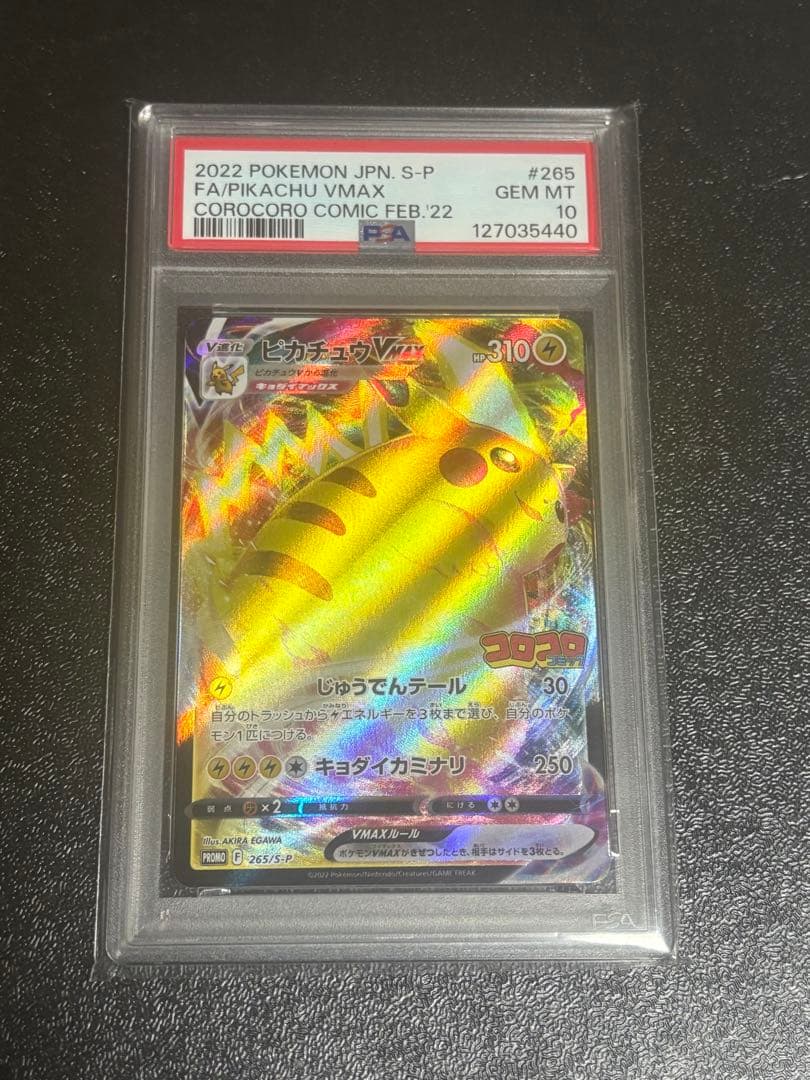 2022 POKEMON JPN. S-P #265
FA/PIKACHU VMAX GEM MT
COROCORO COMIC FEB.'22 10
127035440
PSA
V進化
ピカチュウVMAX HP310
ピカチュウVから進化
キョダイマックス
コロコロ
コミック
じゅうでんテール 30
自分のトラッシュからエネルギーを3枚まで選び、自分のポケ
モン1匹につける。
キョダイカミナリ 250
弱点 ×2 抵抗力 にげる
VMAXルール
ポケモンVMAXがきぜつしたとき、相手はサイドを3枚とる。
Illus. AKIRA EGAWA
PROMO F 265/S-P
©2022 Pokémon/Nintendo/Creatures/GAME FREAK
PSA